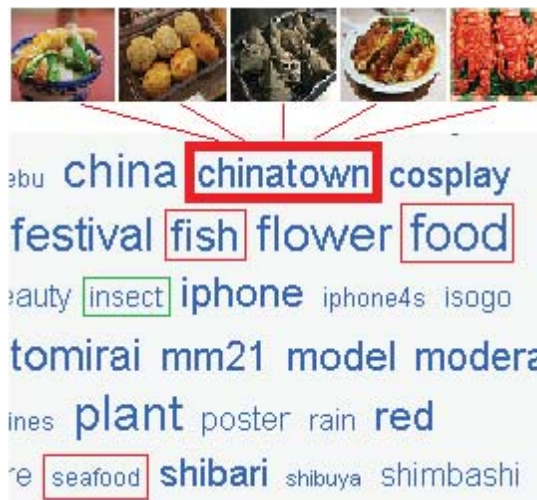 ebu china chinatown cosplay
festival fish flower food
eauty insect iphone iphone4s isogo
tomirai mm21 model modera
ines plant poster rain red
re seafood shibari shibuya shimbashi